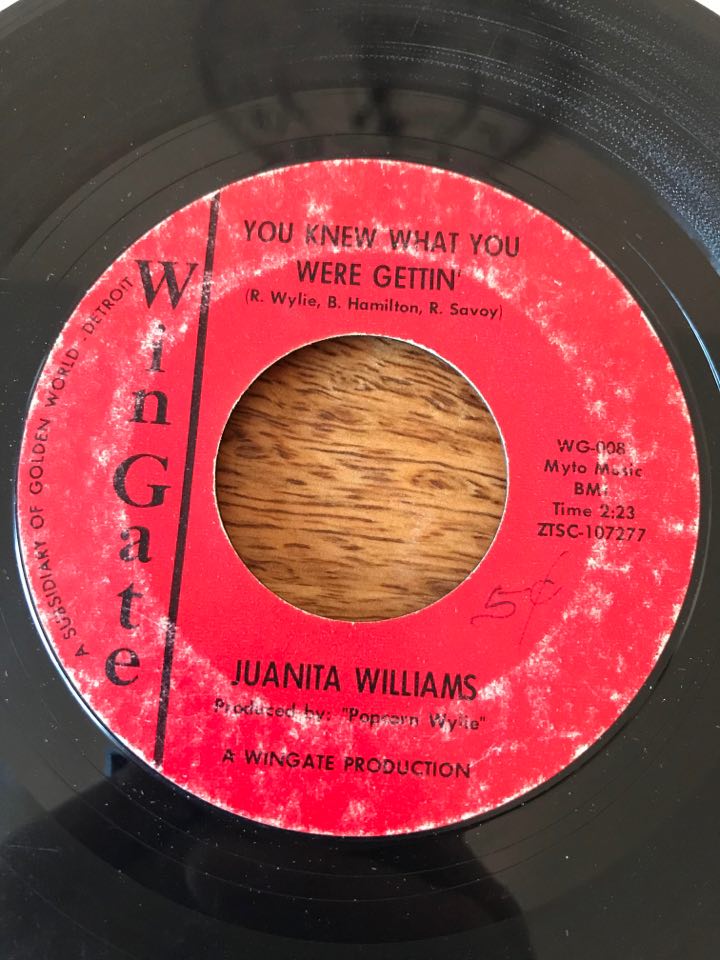 YOU KNEW WHAT YOU
WERE GETTIN'
(R. Wylie, B. Hamilton, R. Savoy)
WinGate
A SUBSIDIARY OF GOLDEN WORLD - DETROIT
WG-008
Myto Music
BMI
Time 2:23
ZTSC-107277
5¢
JUANITA WILLIAMS
Produced by: "Popcorn Wylie"
A WINGATE PRODUCTION